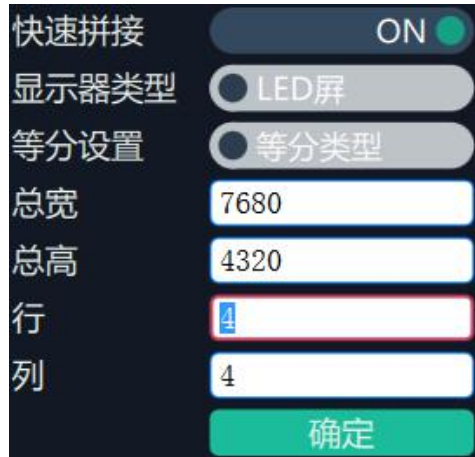 快速拼接 ON
显示器类型 LED屏
等分设置 等分类型
总宽 7680
总高 4320
行 4
列 4
确定